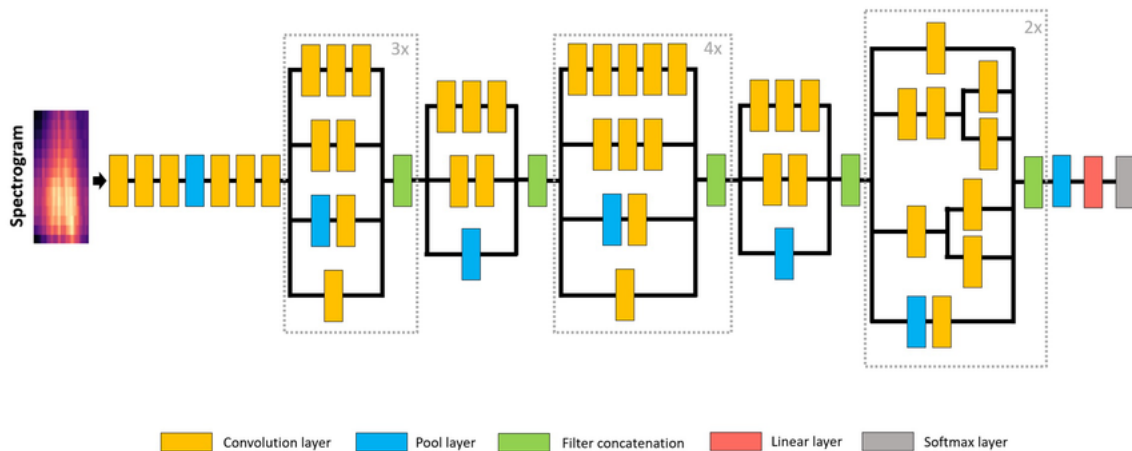 3x
4x
2x
Spectrogram
Convolution layer
Pool layer
Filter concatenation
Linear layer
Softmax layer